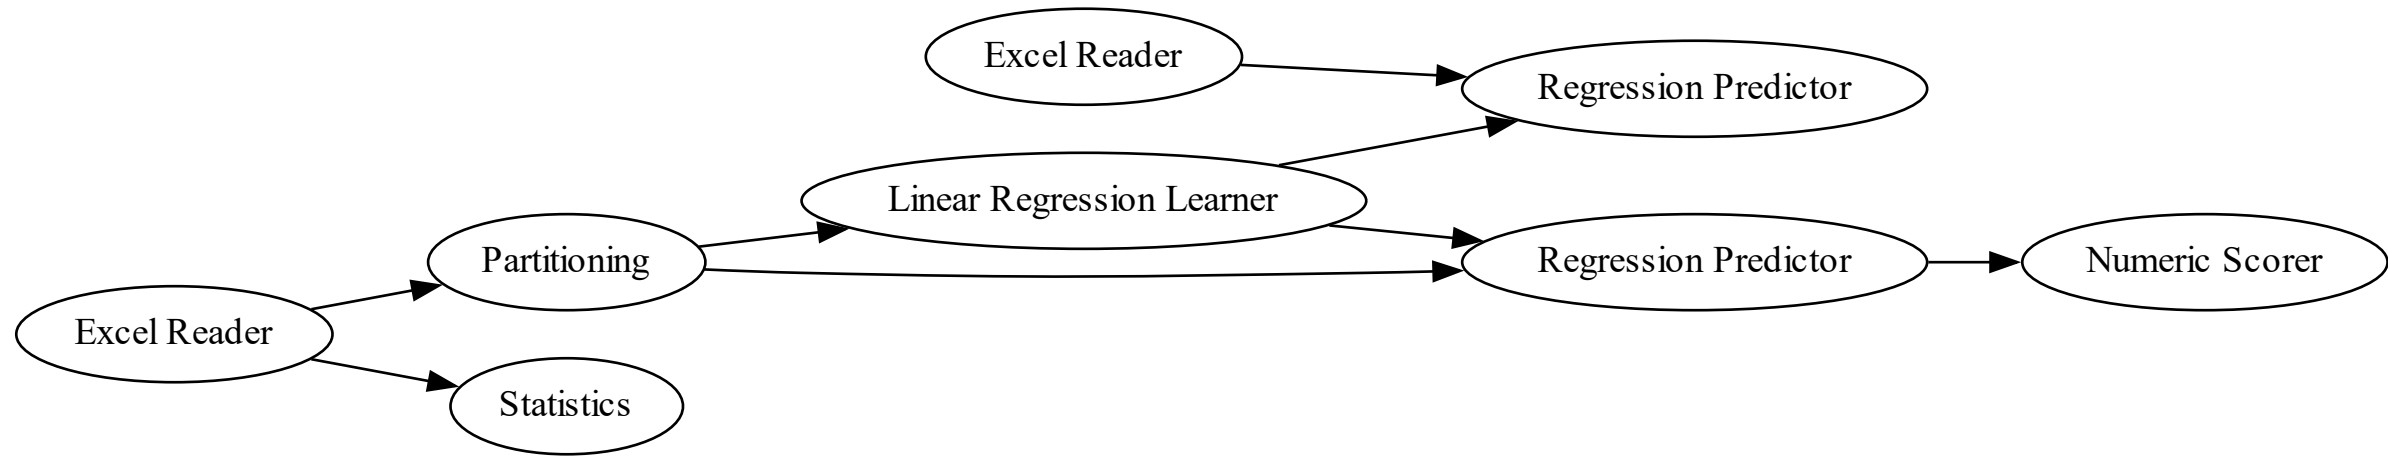 Excel Reader
Regression Predictor
Linear Regression Learner
Partitioning
Regression Predictor
Numeric Scorer
Excel Reader
Statistics